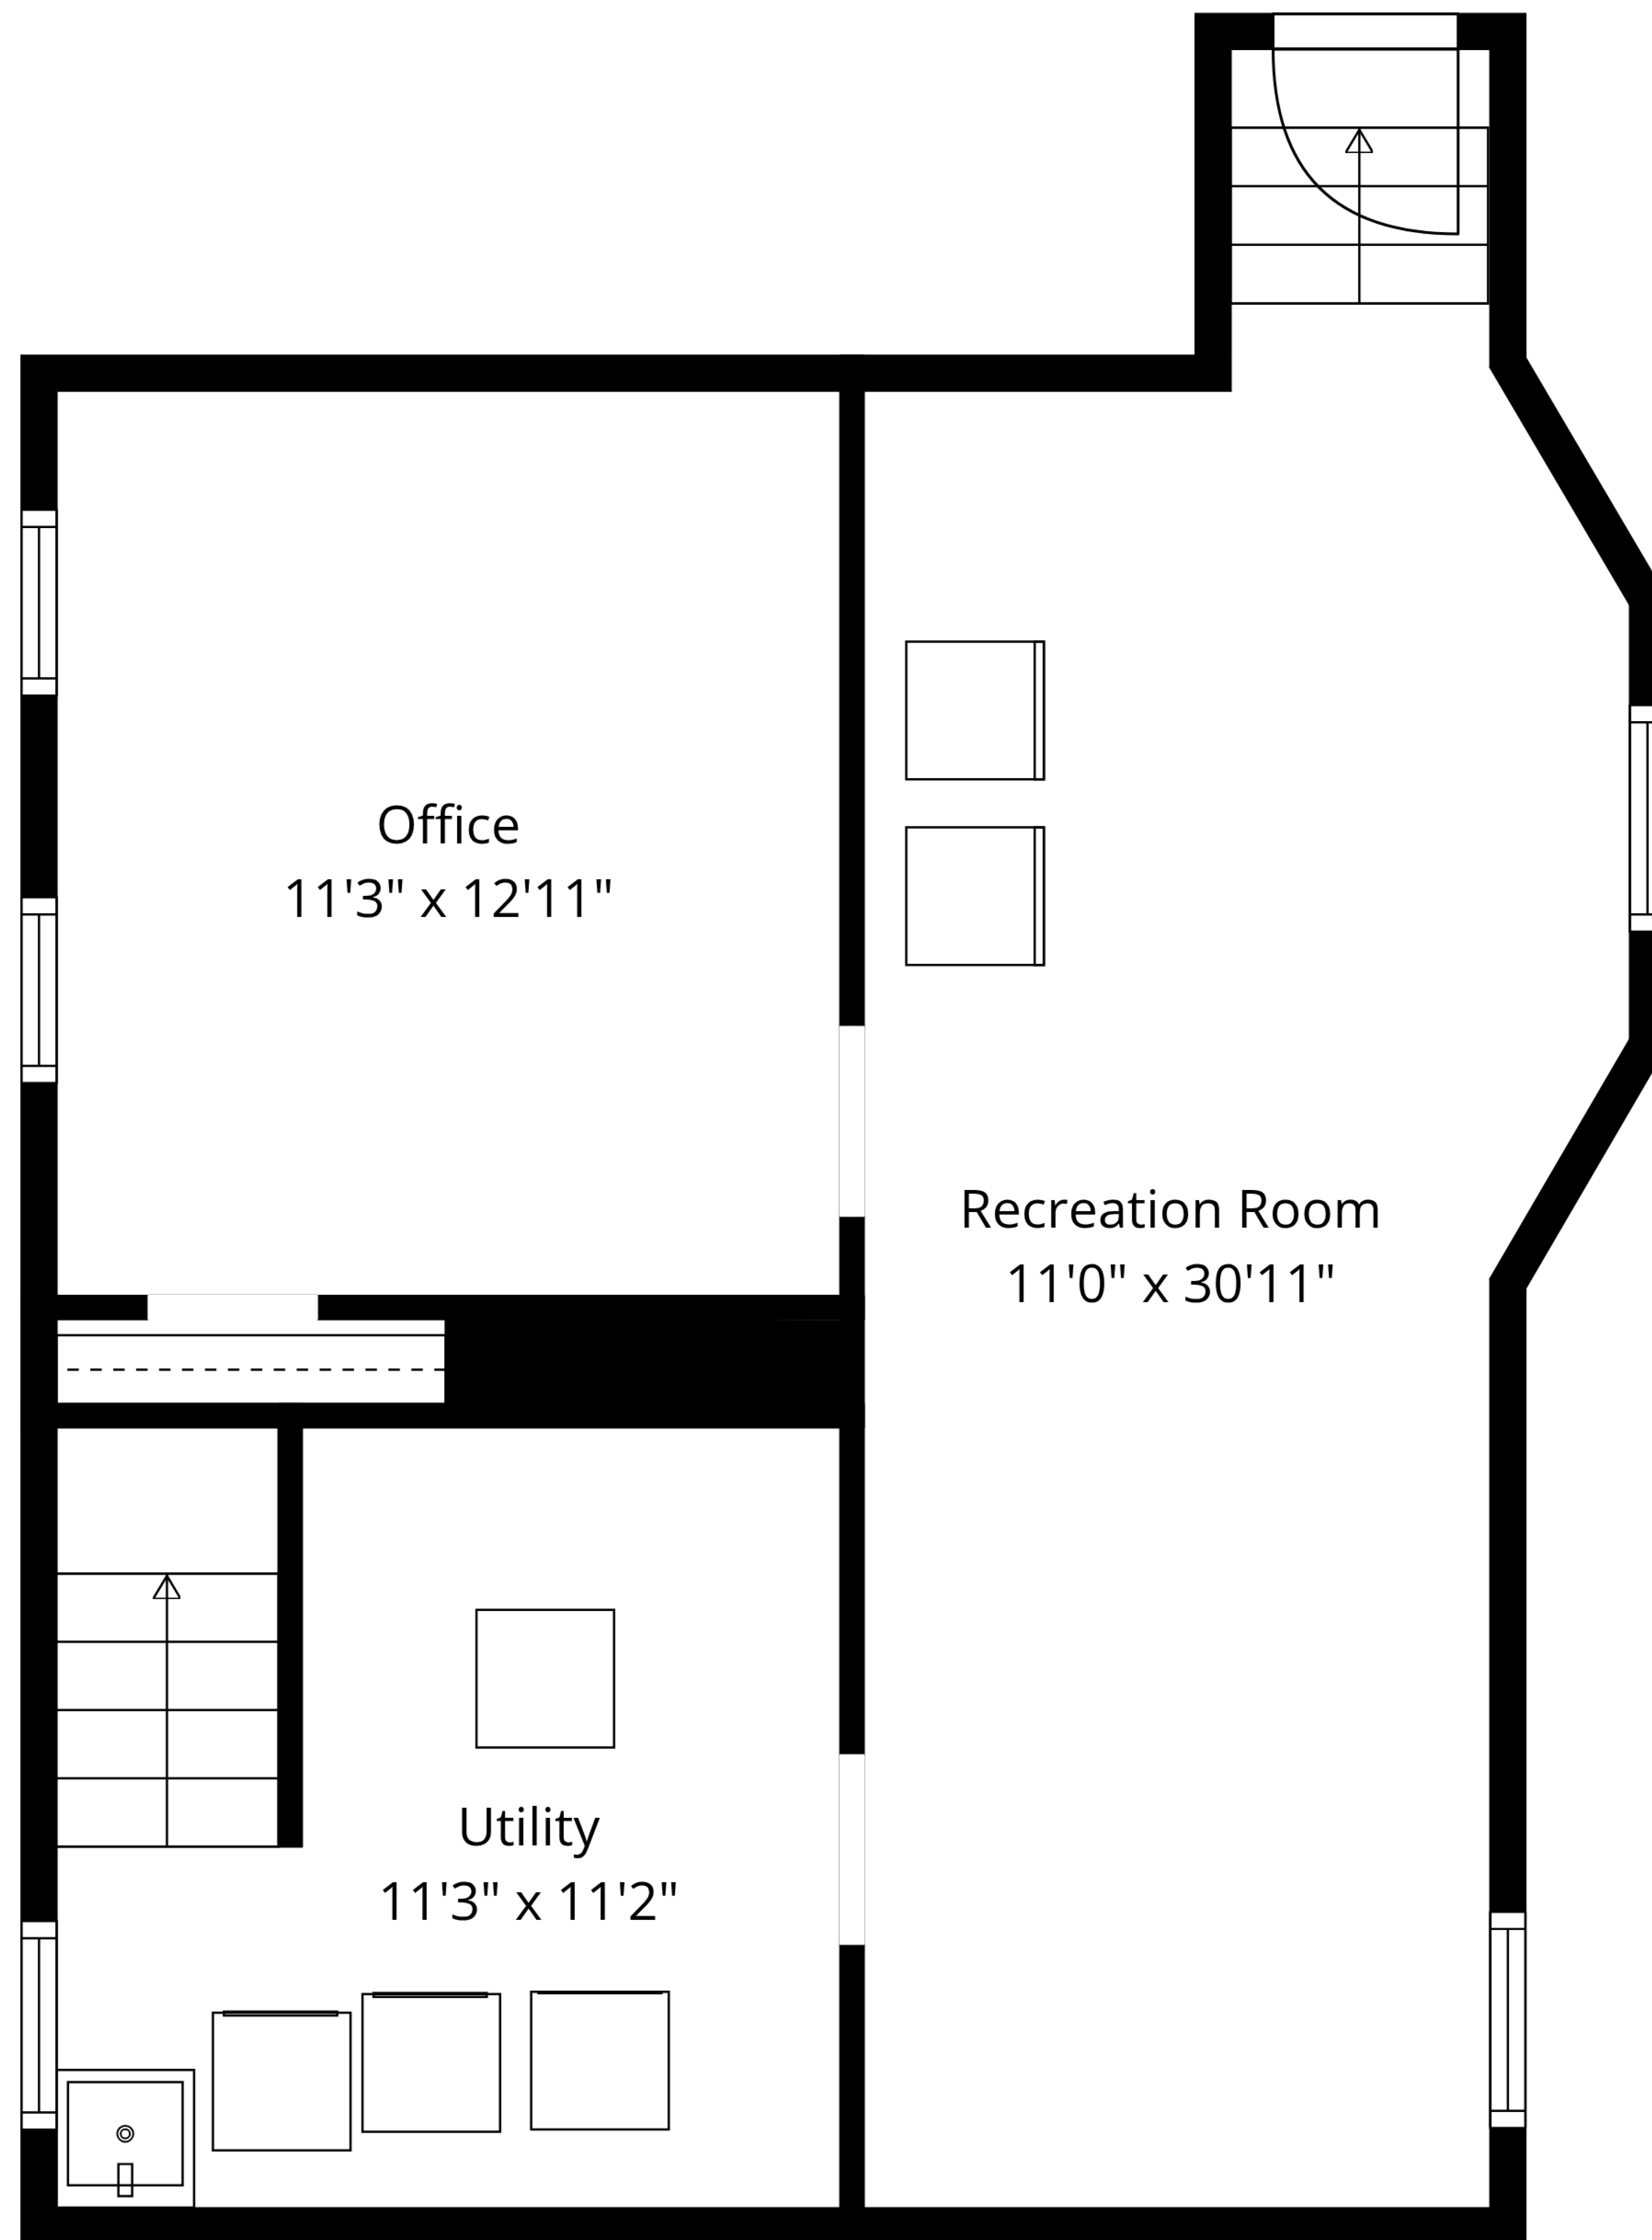 Office
11'3" x 12'11"
Recreation Room
11'0" x 30'11"
Utility
11'3" x 11'2"